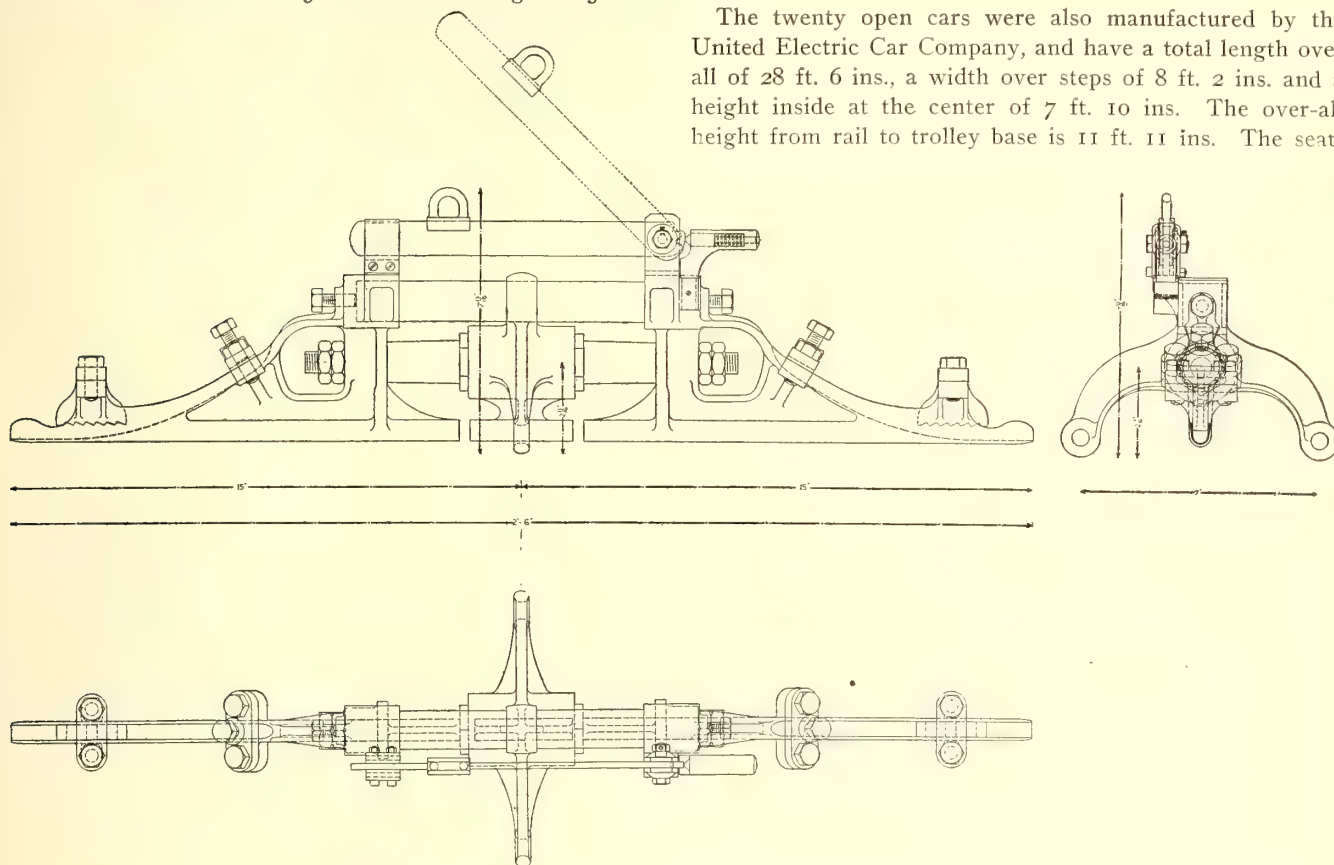 The twenty open cars were also manufactured by th
United Electric Car Company, and have a total length ove
all of 28 ft. 6 ins., a width over steps of 8 ft. 2 ins. and
height inside at the center of 7 ft. 10 ins. The over-al
height from rail to trolley base is 11 ft. 11 ins. The seat
15"
15"
2'- 6"
7"